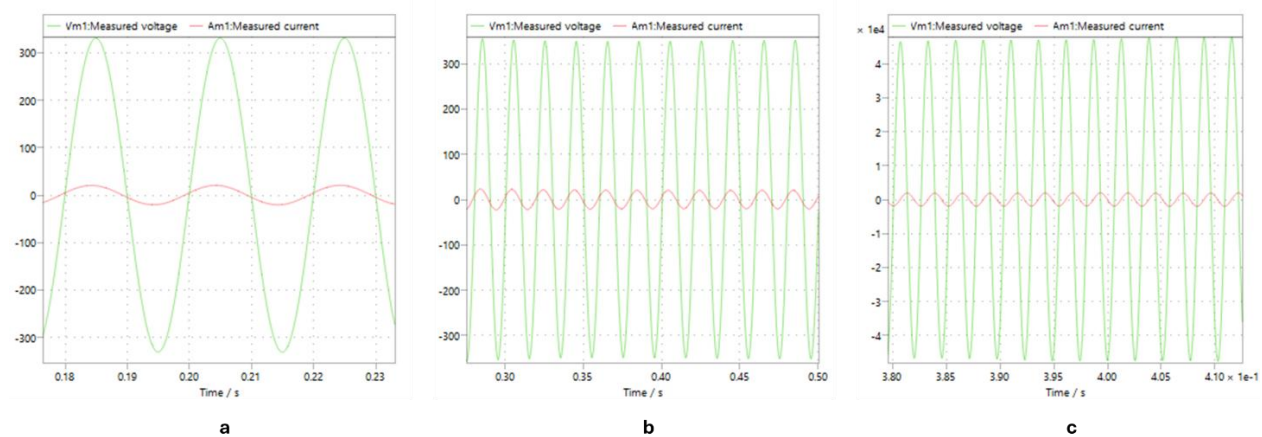 Vm1:Measured voltage Am1:Measured current
300
200
100
0
-100
-200
-300
0.18 0.19 0.20 0.21 0.22 0.23
Time / s
a
Vm1:Measured voltage Am1:Measured current
300
200
100
0
-100
-200
-300
0.30 0.35 0.40 0.45 0.50
Time / s
b
Vm1:Measured voltage Am1:Measured current
× 1e4
4
3
2
1
0
-1
-2
-3
-4
3.80 3.85 3.90 3.95 4.00 4.05 4.10 × 1e-1
Time / s
c